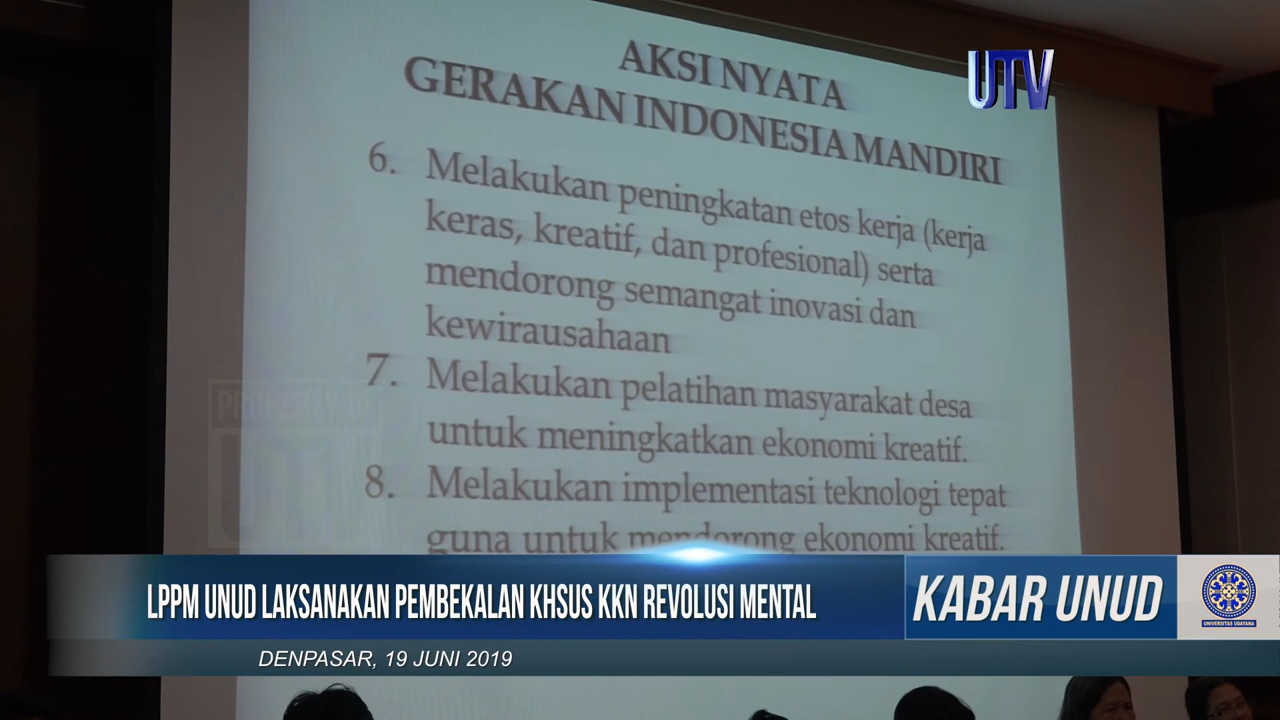 AKSI NYATA
GERAKAN INDONESIA MANDIRI
6. Melakukan peningkatan etos kerja (kerja
keras, kreatif, dan profesional) serta
mendorong semangat inovasi dan
kewirausahaan
7. Melakukan pelatihan masyarakat desa
untuk meningkatkan ekonomi kreatif.
8. Melakukan implementasi teknologi tepat
guna untuk mendorong ekonomi kreatif.
UTV
LPPM UNUD LAKSANAKAN PEMBEKALAN KHSUS KKN REVOLUSI MENTAL
KABAR UNUD
UNIVERSITAS UDAYANA
DENPASAR, 19 JUNI 2019